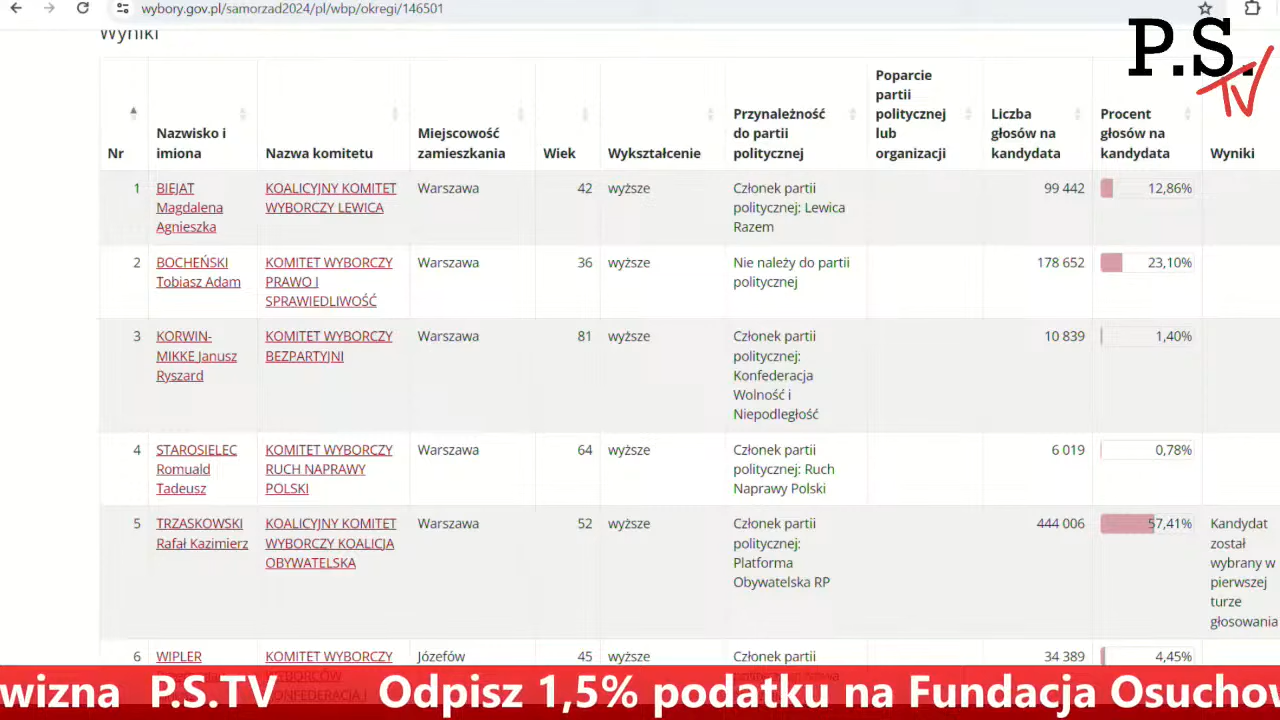 wybory.gov.pl/samorzad2024/pl/wbp/okregi/146501
Wyniki
P.S.
TV
Nr
Nazwisko i
imiona
Nazwa komitetu
Miejscowość
zamieszkania
Wiek
Wykształcenie
Przynależność
do partii
politycznej
Poparcie
partii
politycznej
lub
organizacji
Liczba
głosów na
kandydata
Procent
głosów na
kandydata
Wyniki
1
BIEJAT
Magdalena
Agnieszka
KOALICYJNY KOMITET
WYBORCZY LEWICA
Warszawa
42
wyższe
Członek partii
politycznej: Lewica
Razem
99 442
12,86%
2
BOCHEŃSKI
Tobiasz Adam
KOMITET WYBORCZY
PRAWO I
SPRAWIEDLIWOŚĆ
Warszawa
36
wyższe
Nie należy do partii
politycznej
178 652
23,10%
3
KORWIN-
MIKKE Janusz
Ryszard
KOMITET WYBORCZY
BEZPARTYJNI
Warszawa
81
wyższe
Członek partii
politycznej:
Konfederacja
Wolność i
Niepodległość
10 839
1,40%
4
STAROSIELEC
Romuald
Tadeusz
KOMITET WYBORCZY
RUCH NAPRAWY
POLSKI
Warszawa
64
wyższe
Członek partii
politycznej: Ruch
Naprawy Polski
6 019
0,78%
5
TRZASKOWSKI
Rafał Kazimierz
KOALICYJNY KOMITET
WYBORCZY KOALICJA
OBYWATELSKA
Warszawa
52
wyższe
Członek partii
politycznej:
Platforma
Obywatelska RP
444 006
57,41%
Kandydat
został
wybrany w
pierwszej
turze
głosowania
6
WIPLER
KOMITET WYBORCZY
WYBORCÓW
KONFEDERACJA I
Józefów
45
wyższe
Członek partii
34 389
4,45%
wizna P.S.TV Odpisz 1,5% podatku na Fundacja Osuchow